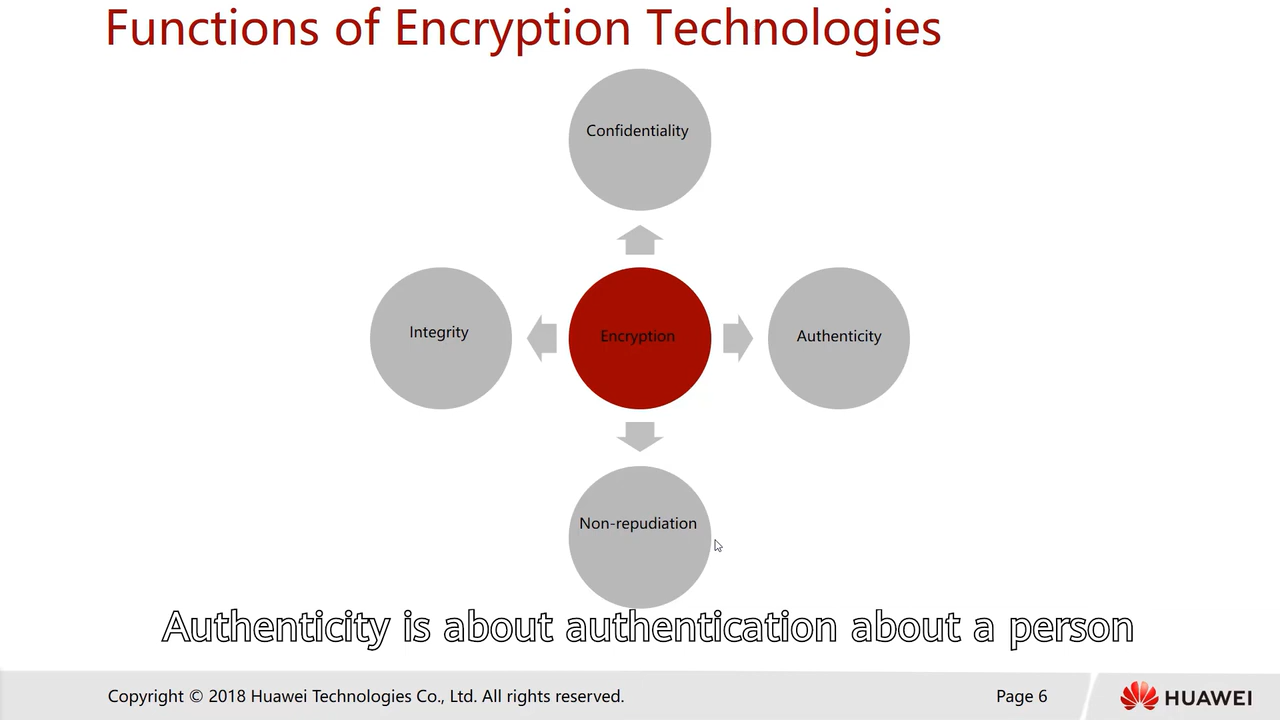 Functions of Encryption Technologies
Confidentiality
Integrity
Encryption
Authenticity
Non-repudiation
Authenticity is about authentication about a person
Copyright © 2018 Huawei Technologies Co., Ltd. All rights reserved.
Page 6
HUAWEI